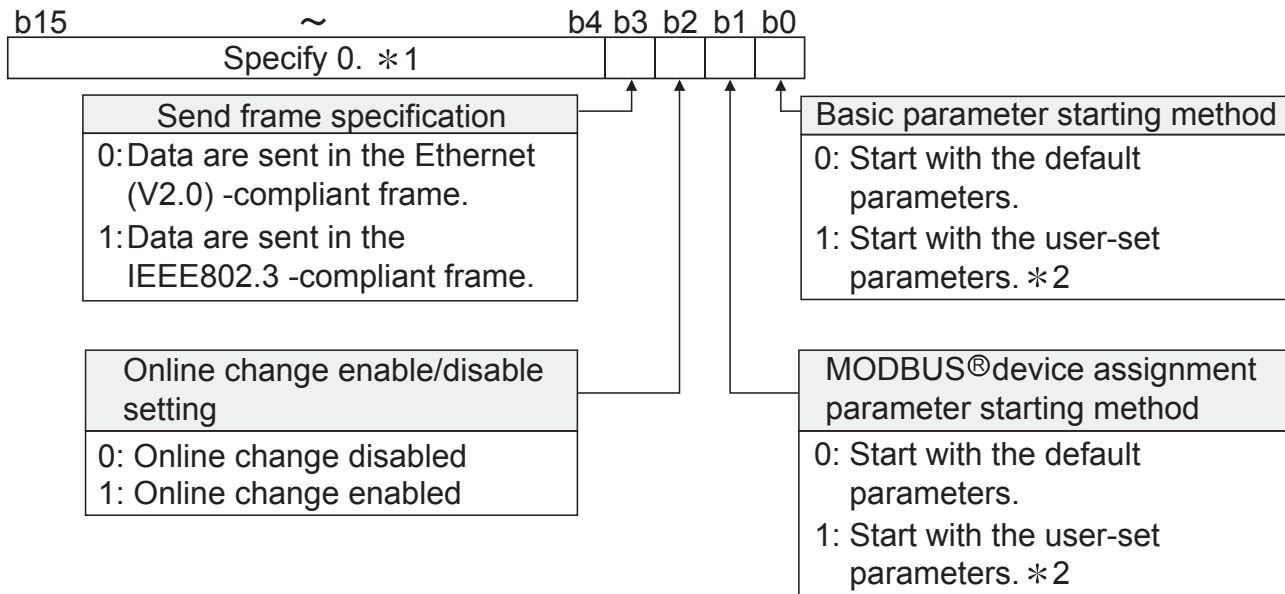 b15 ~ b4 b3 b2 b1 b0
Specify 0. *1
Send frame specification
0:Data are sent in the Ethernet
(V2.0) -compliant frame.
1:Data are sent in the
IEEE802.3 -compliant frame.
Basic parameter starting method
0: Start with the default
parameters.
1: Start with the user-set
parameters. *2
Online change enable/disable
setting
0: Online change disabled
1: Online change enabled
MODBUS®device assignment
parameter starting method
0: Start with the default
parameters.
1: Start with the user-set
parameters. *2